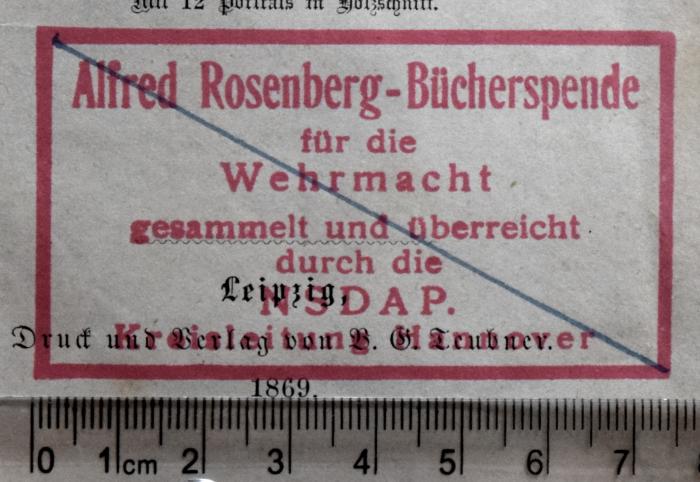 Mit 12 Porträts in Holzschnitt.
Alfred Rosenberg-Bücherspende
für die
Wehrmacht
gesammelt und überreicht
durch die
Leipzig,
NSDAP.
Druck und Verlag von B. G. Teubner.
Kreisleitung Hannover
1869.
0 1 cm 2 3 4 5 6 7